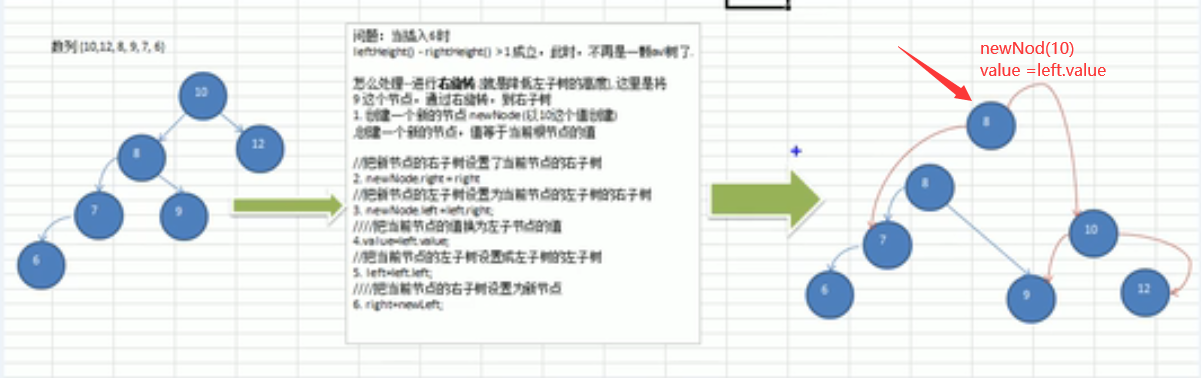 数列 {10,12, 8, 9, 7, 6}
10
8
12
7
9
6
问题：当插入6时
leftHeight() - rightHeight() > 1成立，此时，不再是一颗avl树了.
怎么处理--进行右旋转.[就是降低左子树的高度], 这里是将
9 这个节点，通过右旋转，到右子树
1. 创建一个新的节点 newNode (以10这个值创建)
,创建一个新的节点，值等于当前根节点的值
//把新节点的右子树设置了当前节点的右子树
2. newNode.right = right
//把新节点的左子树设置为当前节点的左子树的右子树
3. newNode.left =left.right;
////把当前节点的值换为左子节点的值
4.value=left.value;
//把当前节点的左子树设置成左子树的左子树
5. left=left.left;
////把当前节点的右子树设置为新节点
6. right=newLeft;
newNod(10)
value =left.value
8
8
7
10
6
9
12